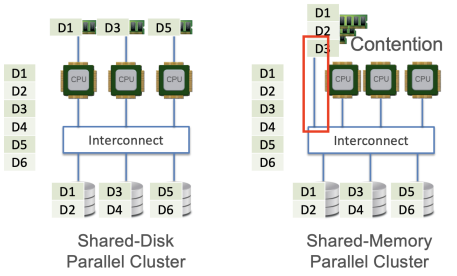 D1 D3 D5
CPU CPU CPU
D1
D2
D3
D4
D5
D6
Interconnect
D1 D3 D5
D2 D4 D6
Shared-Disk
Parallel Cluster
D1
D2
D3
Contention
CPU CPU CPU
D1
D2
D3
D4
D5
D6
Interconnect
D1 D3 D5
D2 D4 D6
Shared-Memory
Parallel Cluster